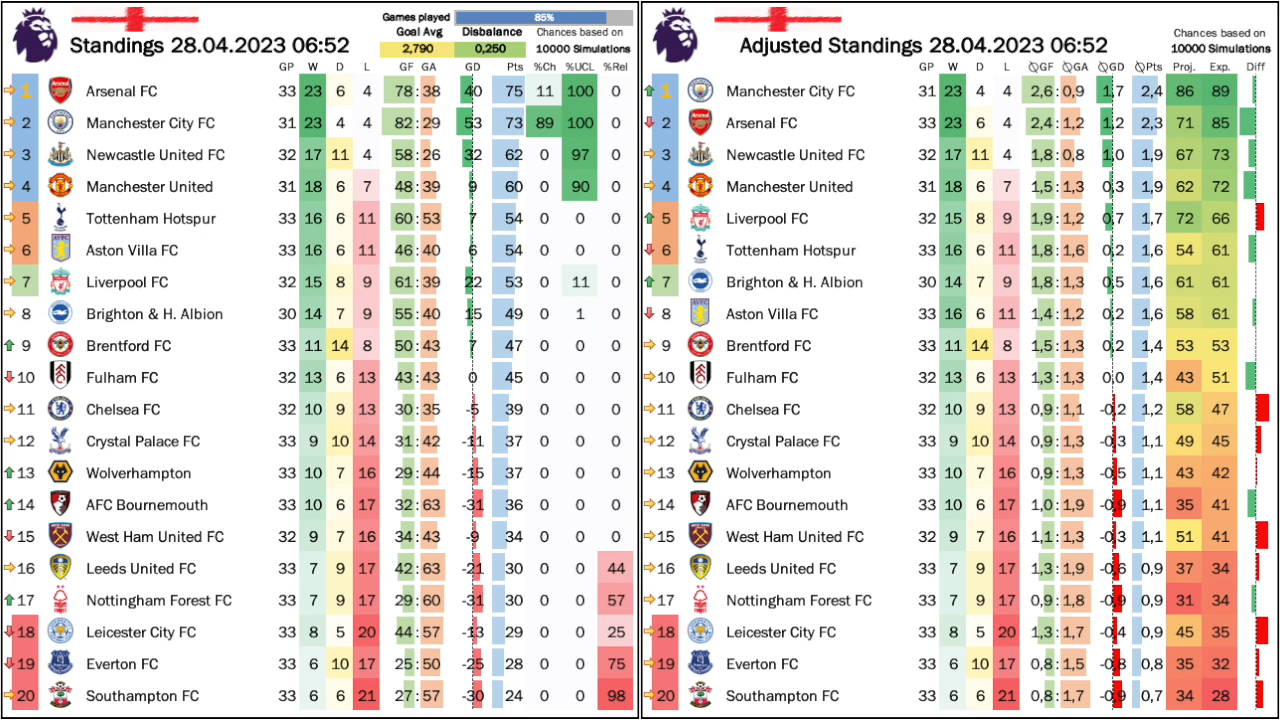 Games played 85%
Goal Avg Disbalance Chances based on
Standings 28.04.2023 06:52 2,790 0,250 10000 Simulations
GP W D L GF GA GD Pts %Ch %UCL %Rel
1 Arsenal FC 33 23 6 4 78:38 40 75 11 100 0
2 Manchester City FC 31 23 4 4 82:29 53 73 89 100 0
3 Newcastle United FC 32 17 11 4 58:26 32 62 0 97 0
4 Manchester United 31 18 6 7 48:39 9 60 0 90 0
5 Tottenham Hotspur 33 16 6 11 60:53 7 54 0 0 0
6 Aston Villa FC 33 16 6 11 46:40 6 54 0 0 0
7 Liverpool FC 32 15 8 9 61:39 22 53 0 11 0
8 Brighton & H. Albion 30 14 7 9 55:40 15 49 0 1 0
9 Brentford FC 33 11 14 8 50:43 7 47 0 0 0
10 Fulham FC 32 13 6 13 43:43 0 45 0 0 0
11 Chelsea FC 32 10 9 13 30:35 -5 39 0 0 0
12 Crystal Palace FC 33 9 10 14 31:42 -11 37 0 0 0
13 Wolverhampton 33 10 7 16 29:44 -15 37 0 0 0
14 AFC Bournemouth 33 10 6 17 32:63 -31 36 0 0 0
15 West Ham United FC 32 9 7 16 34:43 -9 34 0 0 0
16 Leeds United FC 33 7 9 17 42:63 -21 30 0 0 44
17 Nottingham Forest FC 33 7 9 17 29:60 -31 30 0 0 57
18 Leicester City FC 33 8 5 20 44:57 -13 29 0 0 25
19 Everton FC 33 6 10 17 25:50 -25 28 0 0 75
20 Southampton FC 33 6 6 21 27:57 -30 24 0 0 98
Chances based on
Adjusted Standings 28.04.2023 06:52 10000 Simulations
GP W D L ∅GF ∅GA ∅GD ∅Pts Proj. Exp. Diff
1 Manchester City FC 31 23 4 4 2,6:0,9 1,7 2,4 86 89
2 Arsenal FC 33 23 6 4 2,4:1,2 1,2 2,3 71 85
3 Newcastle United FC 32 17 11 4 1,8:0,8 1,0 1,9 67 73
4 Manchester United 31 18 6 7 1,5:1,3 0,3 1,9 62 72
5 Liverpool FC 32 15 8 9 1,9:1,2 0,7 1,7 72 66
6 Tottenham Hotspur 33 16 6 11 1,8:1,6 0,2 1,6 54 61
7 Brighton & H. Albion 30 14 7 9 1,8:1,3 0,5 1,6 61 61
8 Aston Villa FC 33 16 6 11 1,4:1,2 0,2 1,6 58 61
9 Brentford FC 33 11 14 8 1,5:1,3 0,2 1,4 53 53
10 Fulham FC 32 13 6 13 1,3:1,3 0,0 1,4 43 51
11 Chelsea FC 32 10 9 13 0,9:1,1 -0,2 1,2 58 47
12 Crystal Palace FC 33 9 10 14 0,9:1,3 -0,3 1,1 49 45
13 Wolverhampton 33 10 7 16 0,9:1,3 -0,5 1,1 43 42
14 AFC Bournemouth 33 10 6 17 1,0:1,9 -0,9 1,1 35 41
15 West Ham United FC 32 9 7 16 1,1:1,3 -0,3 1,1 51 41
16 Leeds United FC 33 7 9 17 1,3:1,9 -0,6 0,9 37 34
17 Nottingham Forest FC 33 7 9 17 0,9:1,8 -0,9 0,9 31 34
18 Leicester City FC 33 8 5 20 1,3:1,7 -0,4 0,9 45 35
19 Everton FC 33 6 10 17 0,8:1,5 -0,8 0,8 35 32
20 Southampton FC 33 6 6 21 0,8:1,7 -0,9 0,7 34 28